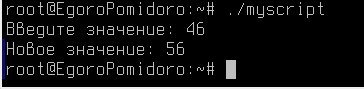 root@EgoroPomidoro:~# ./myscript
Введите значение: 46
Новое значение: 56
root@EgoroPomidoro:~#